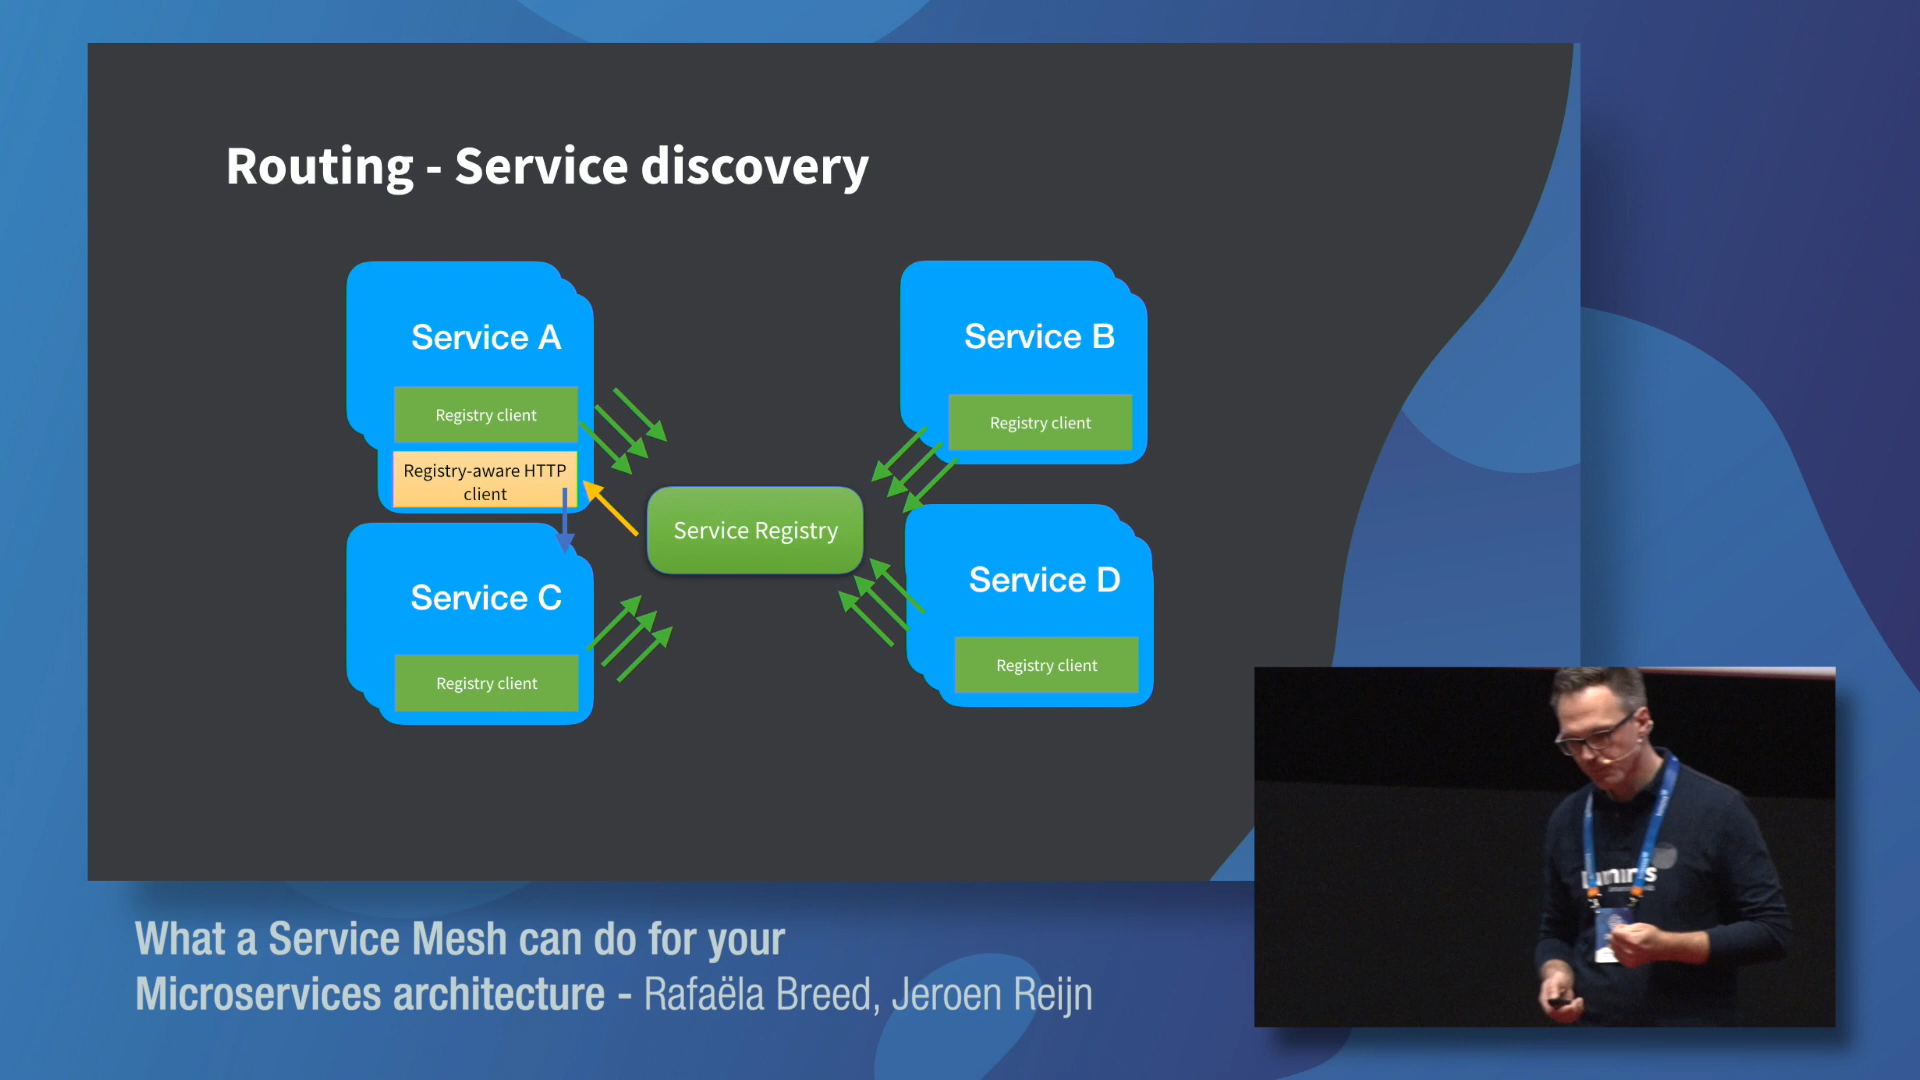 Routing - Service discovery
Service A
Registry client
Registry-aware HTTP
client
Service B
Registry client
Service Registry
Service C
Registry client
Service D
Registry client
What a Service Mesh can do for your
Microservices architecture - Rafaëla Breed, Jeroen Reijn